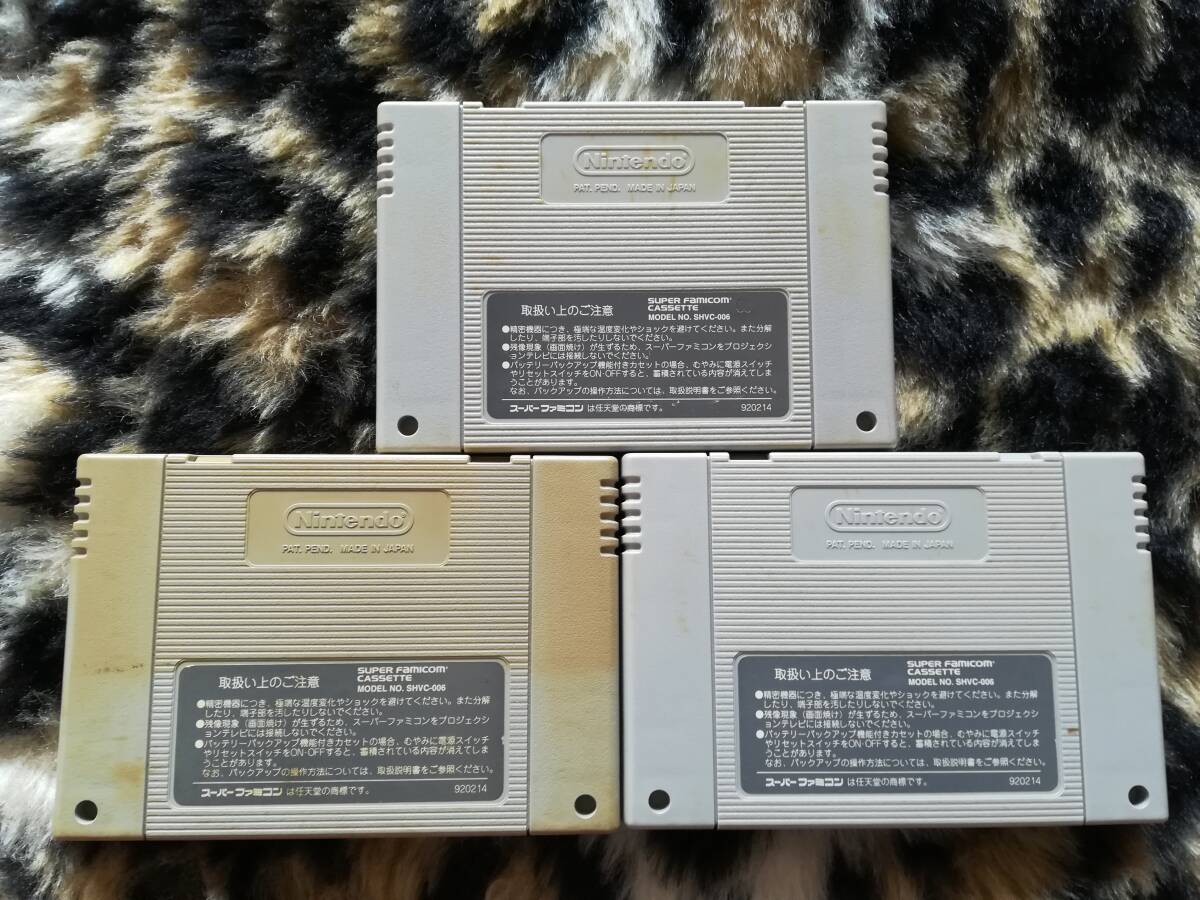 Nintendo
PAT. PEND. MADE IN JAPAN
取扱い上のご注意
SUPER FAMICOM
CASSETTE
MODEL NO. SHVC-006
●精密機器につき、極端な温度変化やショックを避けてください。また分解
したり、端子部を汚したりしないでください。
●残像現象(画面焼け)が生ずるため、スーパーファミコンをプロジェクシ
ョンテレビには接続しないでください。
●バッテリーバックアップ機能付きカセットの場合、むやみに電源スイッチ
やリセットスイッチをON・OFFすると、蓄積されている内容が消えてしま
うことがあります。
なお、バックアップの操作方法については、取扱説明書をご参照ください。
スーパーファミコン は任天堂の商標です。 920214
Nintendo
PAT. PEND. MADE IN JAPAN
取扱い上のご注意
SUPER FAMICOM
CASSETTE
MODEL NO. SHVC-006
●精密機器につき、極端な温度変化やショックを避けてください。また分解
したり、端子部を汚したりしないでください。
●残像現象(画面焼け)が生ずるため、スーパーファミコンをプロジェクシ
ョンテレビには接続しないでください。
●バッテリーバックアップ機能付きカセットの場合、むやみに電源スイッチ
やリセットスイッチをON・OFFすると、蓄積されている内容が消えてしま
うことがあります。
なお、バックアップの操作方法については、取扱説明書をご参照ください。
スーパーファミコン は任天堂の商標です。 920214
Nintendo
PAT. PEND. MADE IN JAPAN
取扱い上のご注意
SUPER FAMICOM
CASSETTE
MODEL NO. SHVC-006
●精密機器につき、極端な温度変化やショックを避けてください。また分解
したり、端子部を汚したりしないでください。
●残像現象(画面焼け)が生ずるため、スーパーファミコンをプロジェクシ
ョンテレビには接続しないでください。
●バッテリーバックアップ機能付きカセットの場合、むやみに電源スイッチ
やリセットスイッチをON・OFFすると、蓄積されている内容が消えてしま
うことがあります。
なお、バックアップの操作方法については、取扱説明書をご参照ください。
スーパーファミコン は任天堂の商標です。 920214